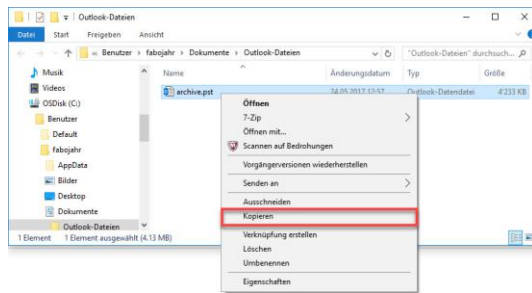 Outlook-Dateien
Datei Start Freigeben Ansicht
« Benutzer › fabojahr › Dokumente › Outlook-Dateien
"Outlook-Dateien" durchsuch...
Musik
Videos
OSDisk (C:)
Benutzer
Default
fabojahr
AppData
Bilder
Desktop
Dokumente
Outlook-Dateien
Name Änderungsdatum Typ Größe
archive.pst 24.05.2017 12:57 Outlook-Datendatei 4'233 KB
Öffnen
7-Zip
Öffnen mit...
Scannen auf Bedrohungen
Vorgängerversionen wiederherstellen
Senden an
Ausschneiden
Kopieren
Verknüpfung erstellen
Löschen
Umbenennen
Eigenschaften
1 Element 1 Element ausgewählt (4.13 MB)